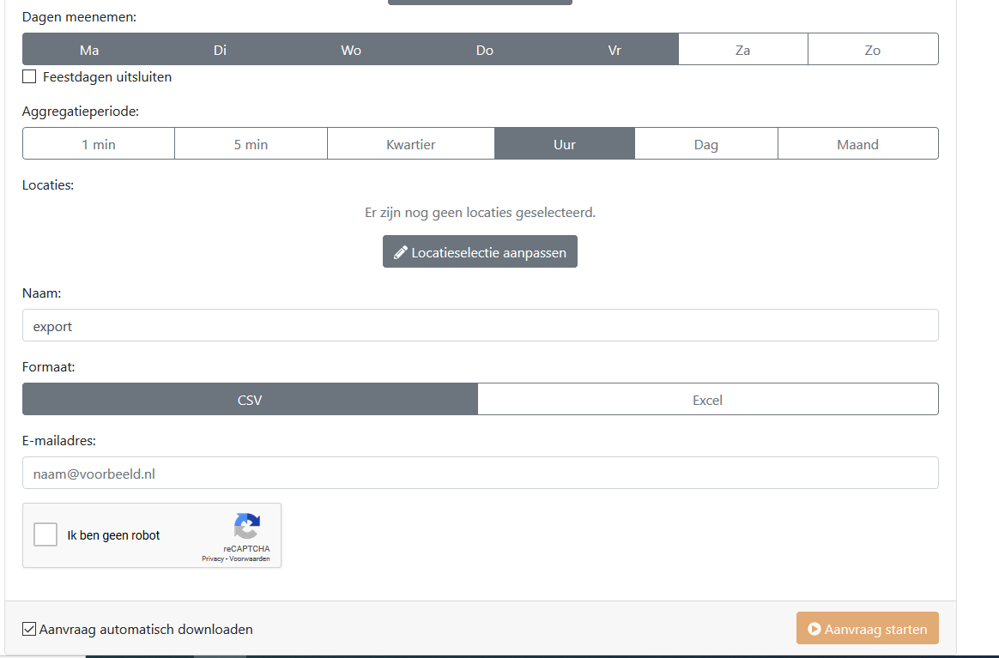 Dagen meenemen:
Ma Di Wo Do Vr Za Zo
Feestdagen uitsluiten
Aggregatieperiode:
1 min 5 min Kwartier Uur Dag Maand
Locaties:
Er zijn nog geen locaties geselecteerd.
Locatieselectie aanpassen
Naam:
export
Formaat:
CSV Excel
E-mailadres:
naam@voorbeeld.nl
Ik ben geen robot
reCAPTCHA
Privacy - Voorwaarden
Aanvraag automatisch downloaden
Aanvraag starten